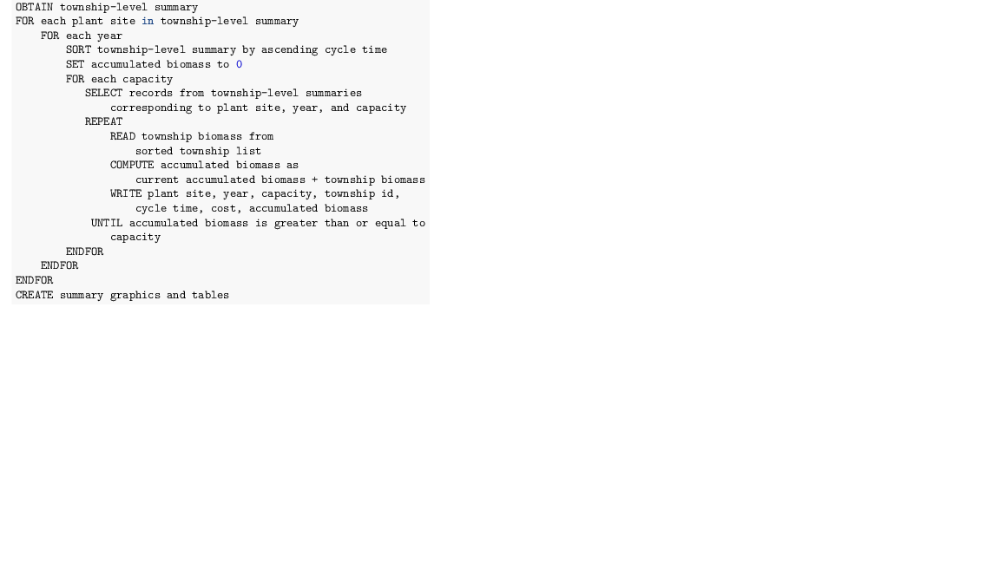 OBTAIN township-level summary
FOR each plant site in township-level summary
FOR each year
SORT township-level summary by ascending cycle time
SET accumulated biomass to 0
FOR each capacity
SELECT records from township-level summaries
corresponding to plant site, year, and capacity
REPEAT
READ township biomass from
sorted township list
COMPUTE accumulated biomass as
current accumulated biomass + township biomass
WRITE plant site, year, capacity, township id,
cycle time, cost, accumulated biomass
UNTIL accumulated biomass is greater than or equal to
capacity
ENDFOR
ENDFOR
ENDFOR
CREATE summary graphics and tables